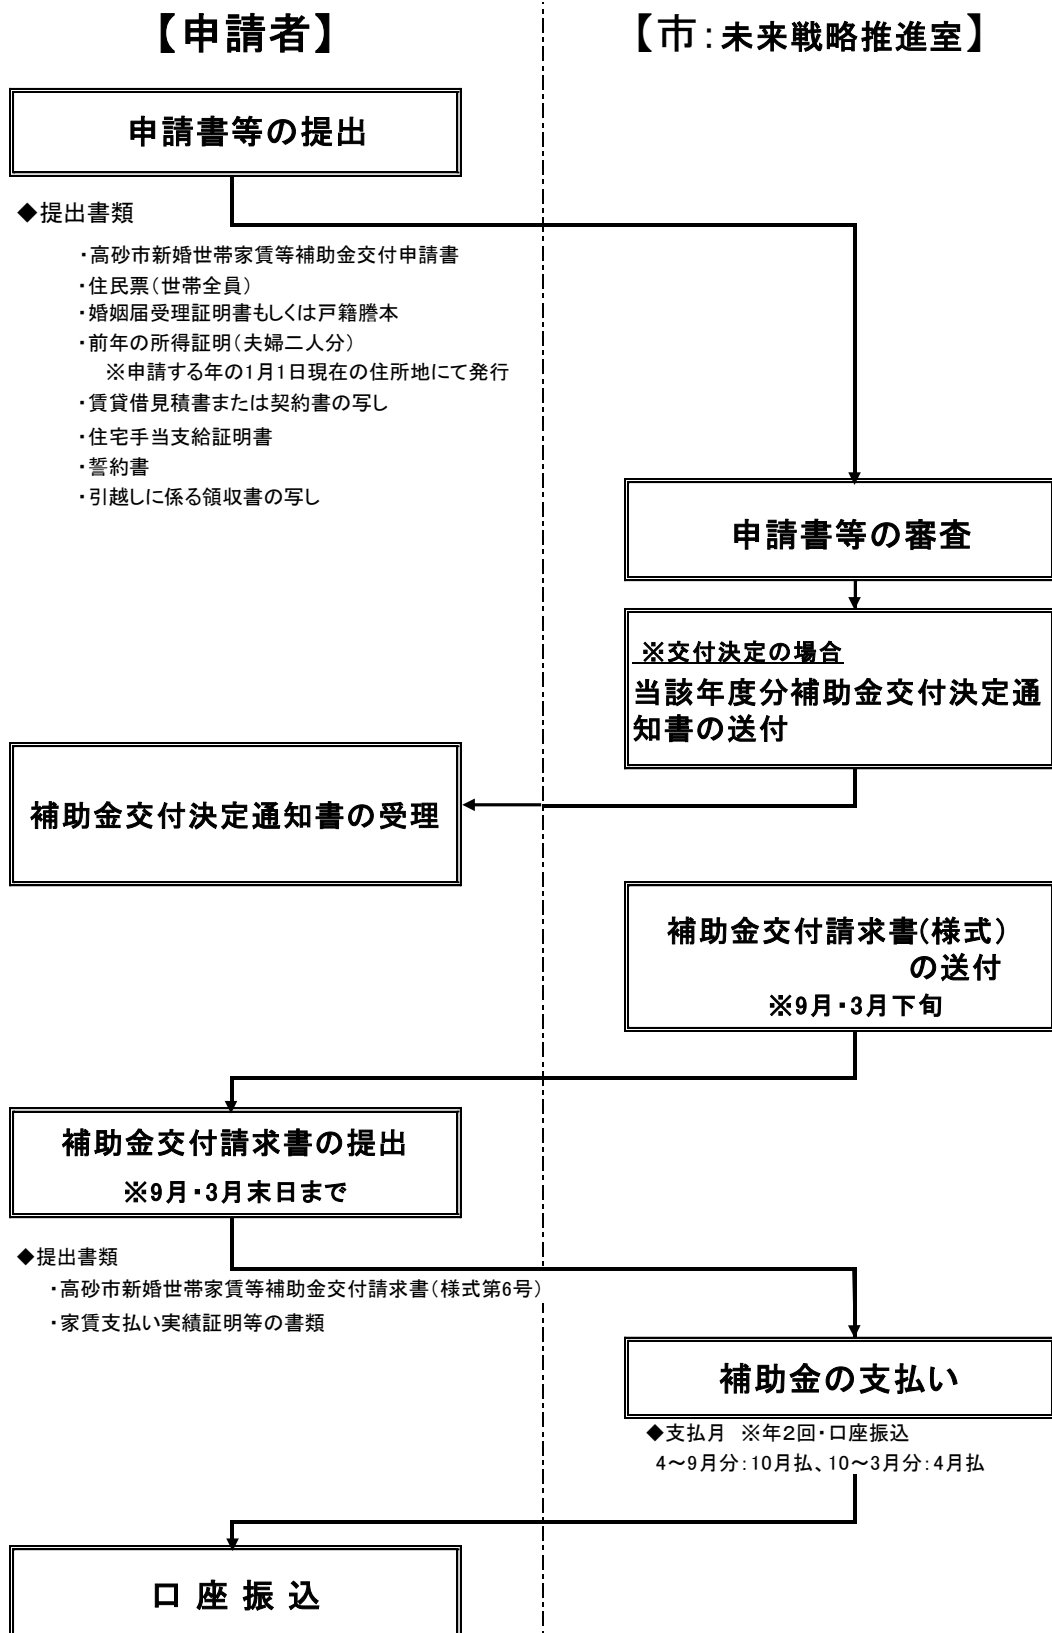 【申請者】
【市：未来戦略推進室】
申請書等の提出
◆提出書類
・高砂市新婚世帯家賃等補助金交付申請書
・住民票（世帯全員）
・婚姻届受理証明書もしくは戸籍謄本
・前年の所得証明（夫婦二人分）
※申請する年の1月1日現在の住所地にて発行
・賃貸借見積書または契約書の写し
・住宅手当支給証明書
・誓約書
・引越しに係る領収書の写し
申請書等の審査
※交付決定の場合
当該年度分補助金交付決定通
知書の送付
補助金交付決定通知書の受理
補助金交付請求書（様式）
の送付
※9月・3月下旬
補助金交付請求書の提出
※9月・3月末日まで
◆提出書類
・高砂市新婚世帯家賃等補助金交付請求書（様式第6号）
・家賃支払い実績証明等の書類
補助金の支払い
◆支払月　※年2回・口座振込
4～9月分：10月払、10～3月分：4月払
口 座 振 込